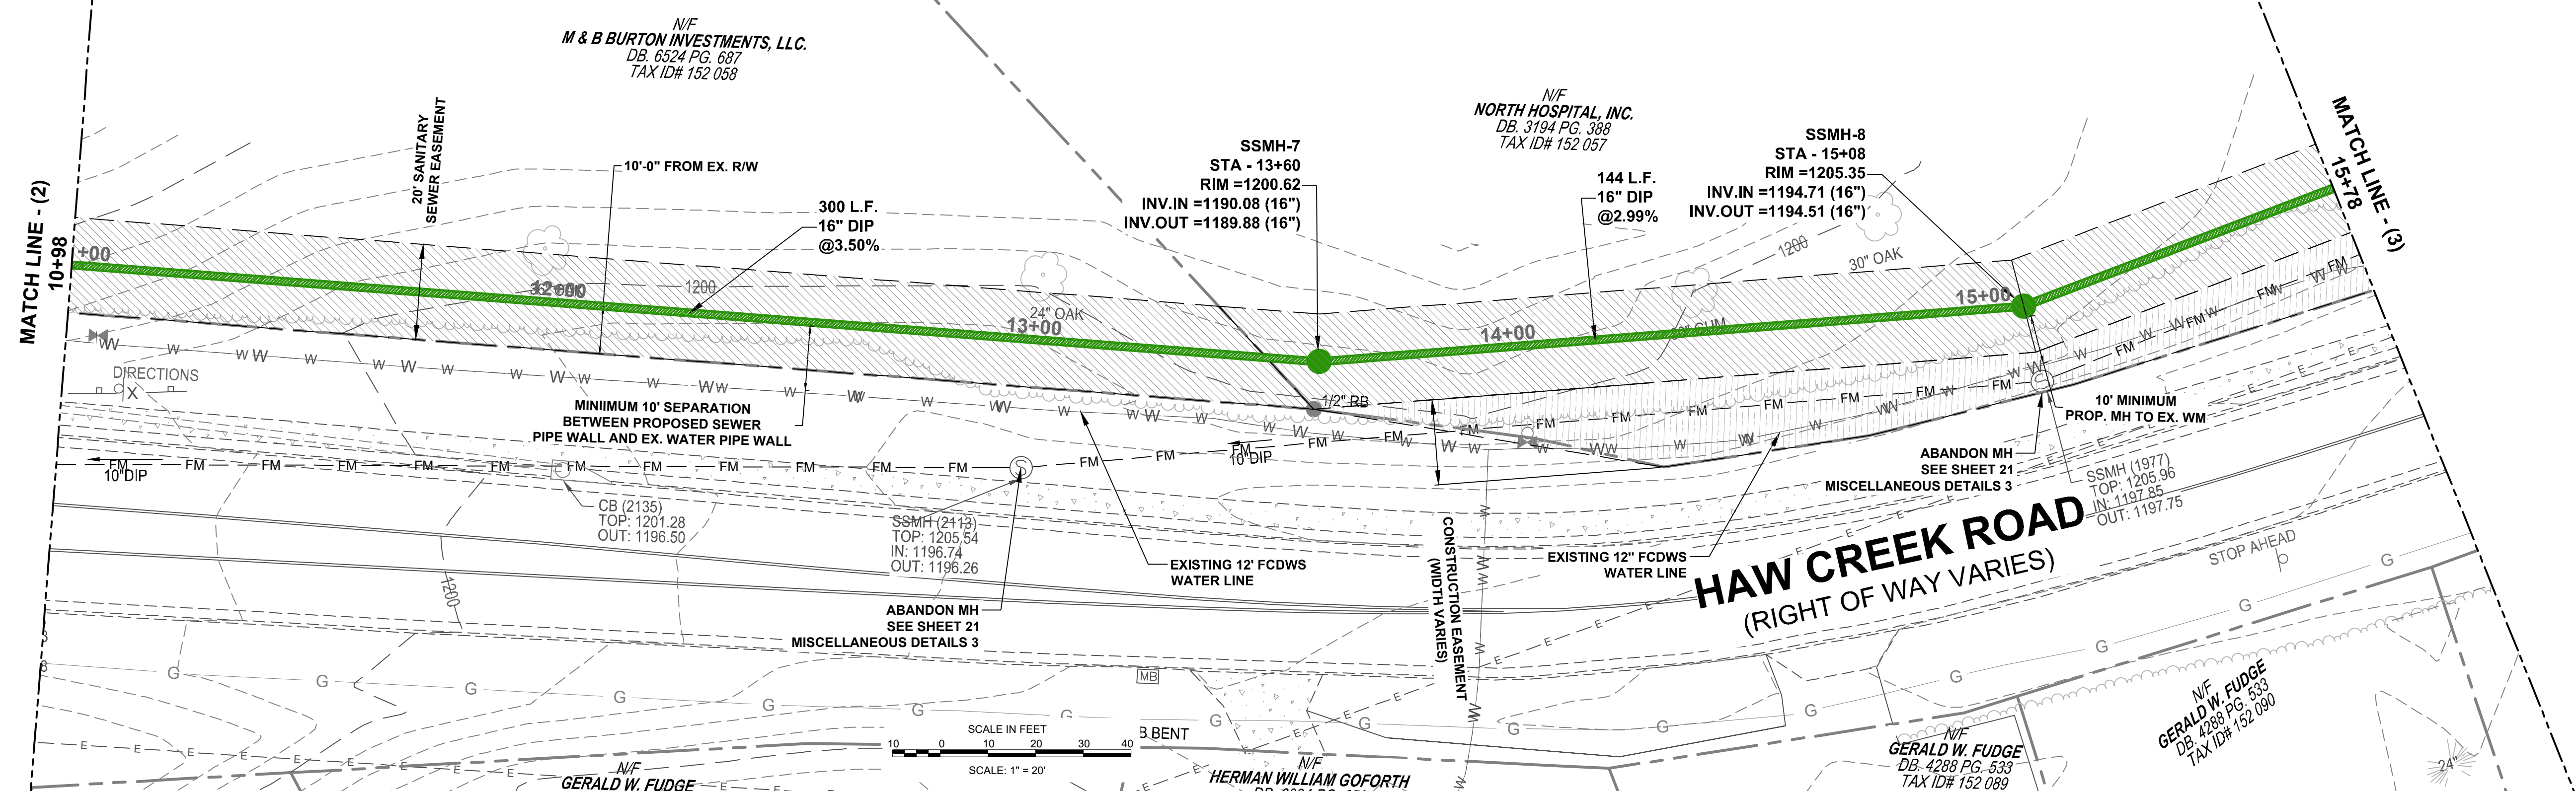 N/F
M & B BURTON INVESTMENTS, LLC.
DB. 6524 PG. 687
TAX ID# 152 058
N/F
NORTH HOSPITAL, INC.
DB. 3194 PG. 388
TAX ID# 152 057
MATCH LINE - (2)
10+98
MATCH LINE - (3)
15+78
20' SANITARY
SEWER EASEMENT
10'-0" FROM EX. R/W
300 L.F.
16" DIP
@3.50%
SSMH-7
STA - 13+60
RIM =1200.62
INV.IN =1190.08 (16")
INV.OUT =1189.88 (16")
144 L.F.
16" DIP
@2.99%
SSMH-8
STA - 15+08
RIM =1205.35
INV.IN =1194.71 (16")
INV.OUT =1194.51 (16")
1200
30" OAK
+00
12+00
1200
24" OAK
13+00
14+00
15+00
1/2" RB
DIRECTIONS
X
MINIIMUM 10' SEPARATION
BETWEEN PROPOSED SEWER
PIPE WALL AND EX. WATER PIPE WALL
10' MINIMUM
PROP. MH TO EX. WM
10"DIP
10"DIP
CB (2135)
TOP: 1201.28
OUT: 1196.50
SSMH (2113)
TOP: 1205.54
IN: 1196.74
OUT: 1196.26
ABANDON MH
SEE SHEET 21
MISCELLANEOUS DETAILS 3
EXISTING 12' FCDWS
WATER LINE
CONSTRUCTION EASEMENT
(WIDTH VARIES)
EXISTING 12" FCDWS
WATER LINE
ABANDON MH
SEE SHEET 21
MISCELLANEOUS DETAILS 3
SSMH (1977)
TOP: 1205.96
IN: 1197.85
OUT: 1197.75
HAW CREEK ROAD
(RIGHT OF WAY VARIES)
STOP AHEAD
1200
MB
SCALE IN FEET
10 0 10 20 30 40
SCALE: 1" = 20'
B.BENT
N/F
GERALD W. FUDGE
N/F
HERMAN WILLIAM GOFORTH
N/F
GERALD W. FUDGE
DB. 4288 PG. 533
TAX ID# 152 089
N/F
GERALD W. FUDGE
DB. 4288 PG. 533
TAX ID# 152 090
24"